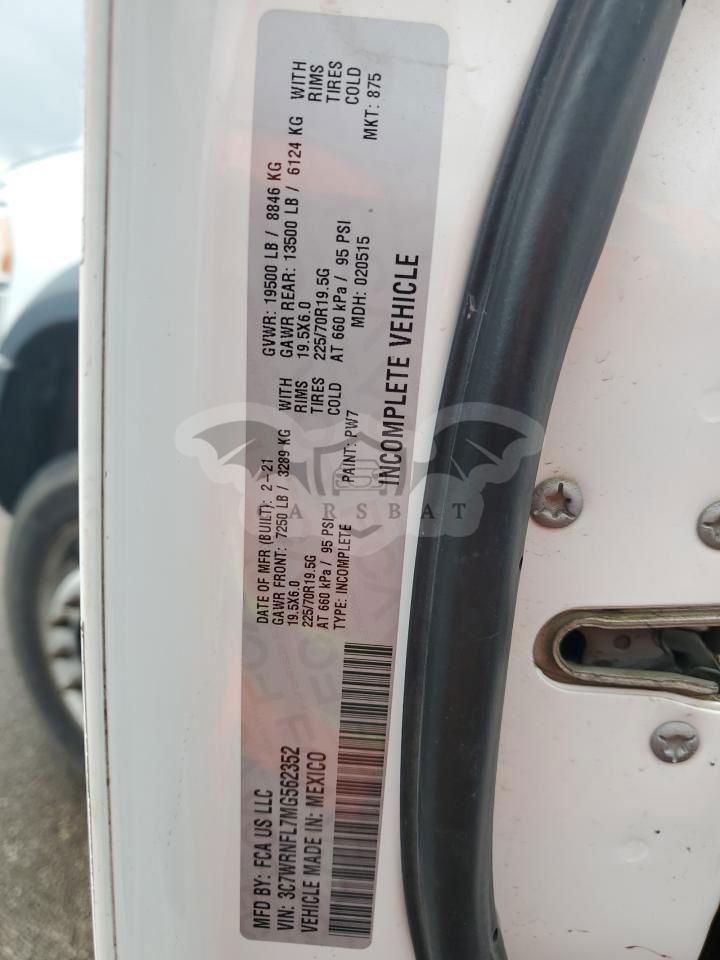 MFD BY: FCA US LLC
DATE OF MFR (BUILT): 2-21
GVWR: 19500 LB / 8846 KG
GAWR FRONT: 7250 LB / 3289 KG WITH
19.5X6.0 RIMS
225/70R19.5G TIRES
AT 660 kPa / 95 PSI COLD
GAWR REAR: 13500 LB / 6124 KG WITH
19.5X6.0 RIMS
225/70R19.5G TIRES
AT 660 kPa / 95 PSI COLD
VIN: 3C7WRNFL7MG562352
TYPE: INCOMPLETE
MDH: 020515
MKT: 875
VEHICLE MADE IN: MEXICO
PAINT: PW7
INCOMPLETE VEHICLE
CARSBAT